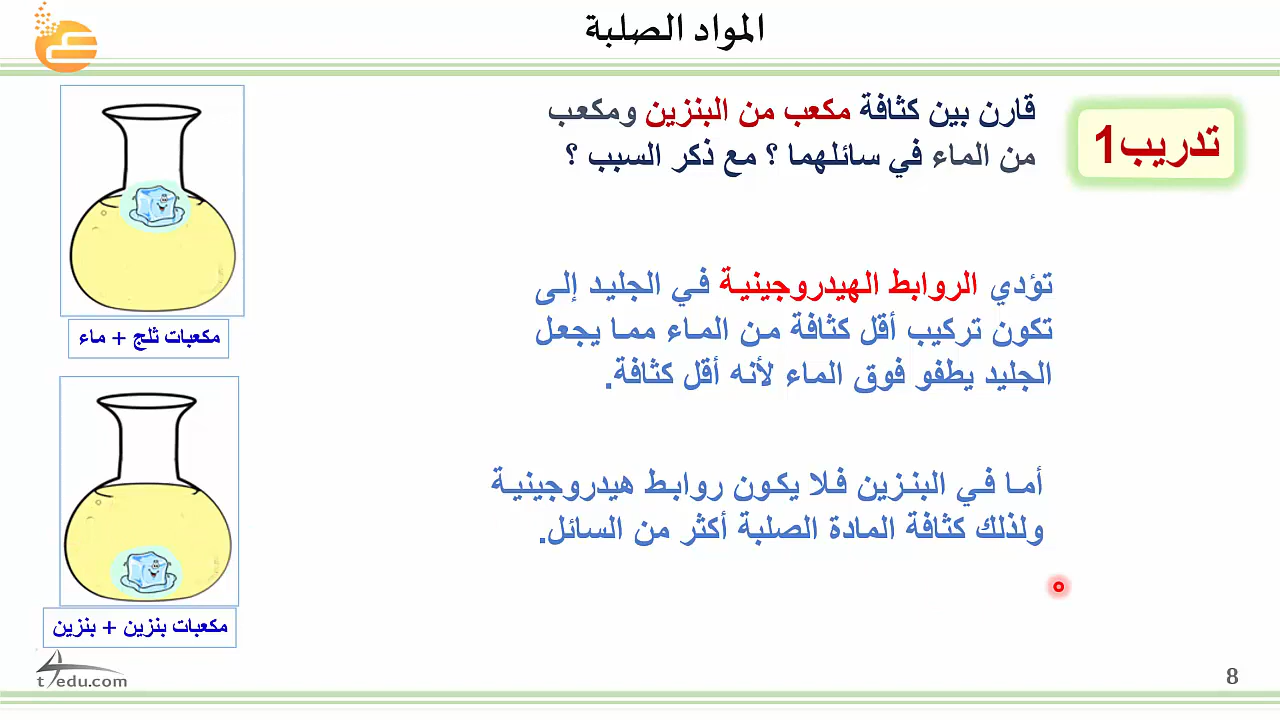 المواد الصلبة
تدريب1
قارن بين كثافة مكعب من البنزين ومكعب
من الماء في سائلهما ؟ مع ذكر السبب ؟
تؤدي الروابط الهيدروجينية في الجليد إلى
تكون تركيب أقل كثافة من الماء مما يجعل
الجليد يطفو فوق الماء لأنه أقل كثافة.
أما في البنزين فلا يكون روابط هيدروجينية
ولذلك كثافة المادة الصلبة أكثر من السائل.
مكعبات ثلج + ماء
مكعبات بنزين + بنزين
t4edu.com
8